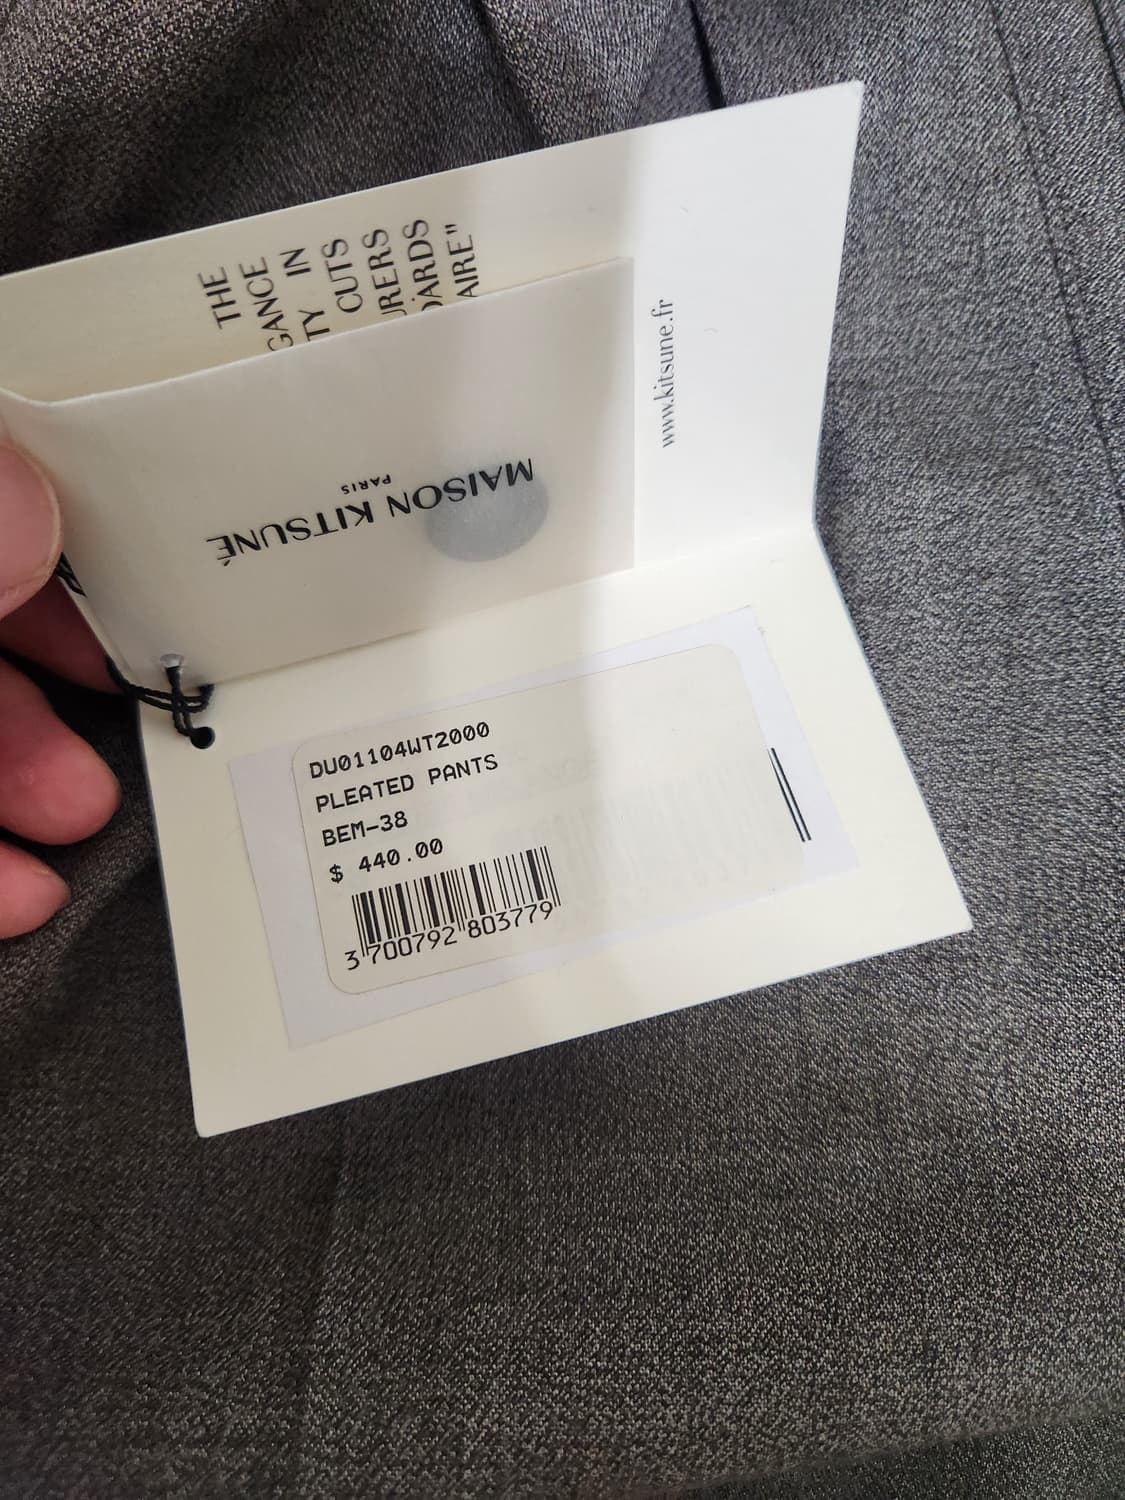 THE
GANCE
TY IN
CUTS
URERS
DARDS
AIRE"
MAISON KITSUNÉ
PARIS
www.kitsune.fr
DU01104WT2000
PLEATED PANTS
BEM-38
$ 440.00
3 700792 803779